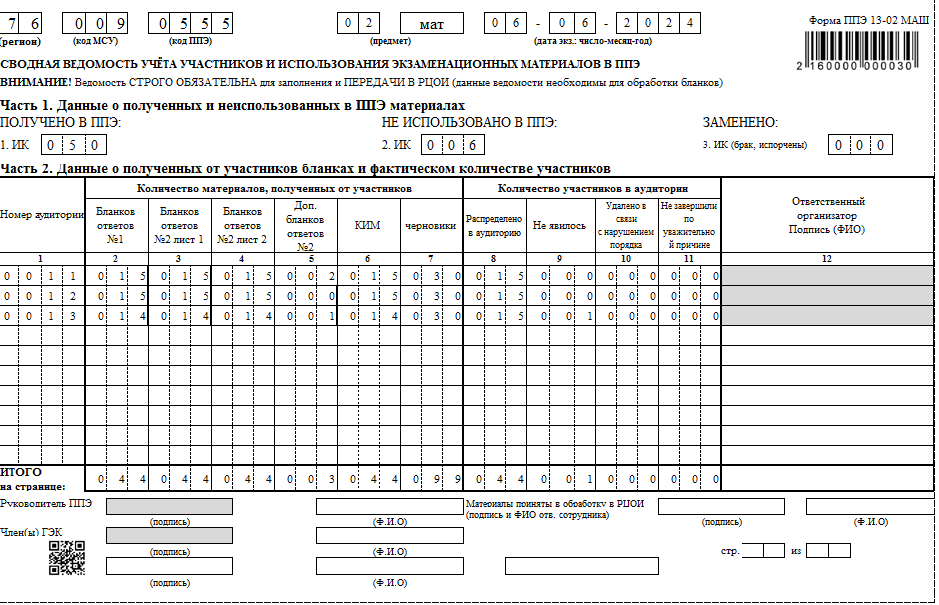 7 6 0 0 9 0 5 5 5 0 2 мат 0 6 - 0 6 - 2 0 2 4 Форма ППЭ 13-02 МАШ
(регион) (код МСУ) (код ППЭ) (предмет) (дата экз.: число-месяц-год)
2 160000 000030
СВОДНАЯ ВЕДОМОСТЬ УЧЁТА УЧАСТНИКОВ И ИСПОЛЬЗОВАНИЯ ЭКЗАМЕНАЦИОННЫХ МАТЕРИАЛОВ В ППЭ
ВНИМАНИЕ! Ведомость СТРОГО ОБЯЗАТЕЛЬНА для заполнения и ПЕРЕДАЧИ В РЦОИ (данные ведомости необходимы для обработки бланков)
Часть 1. Данные о полученных и неиспользованных в ППЭ материалах
ПОЛУЧЕНО В ППЭ: НЕ ИСПОЛЬЗОВАНО В ППЭ: ЗАМЕНЕНО:
1. ИК 0 5 0 2. ИК 0 0 6 3. ИК (брак, испорчены) 0 0 0
Часть 2. Данные о полученных от участников бланках и фактическом количестве участников
Номер аудитории
Количество материалов, полученных от участников
Бланков
ответов
№1
Бланков
ответов
№2 лист 1
Бланков
ответов
№2 лист 2
Доп.
бланков
ответов
№2
КИМ
черновики
Количество участников в аудитории
Распределено
в аудиторию
Не явилось
Удалено в
связи
с нарушением
порядка
Не завершили
по
уважительно
й причине
Ответственный
организатор
Подпись (ФИО)
1 2 3 4 5 6 7 8 9 10 11 12
0 0 1 1 0 1 5 0 1 5 0 1 5 0 0 2 0 1 5 0 3 0 0 1 5 0 0 0 0 0 0 0 0 0
0 0 1 2 0 1 5 0 1 5 0 1 5 0 0 0 0 1 5 0 3 0 0 1 5 0 0 0 0 0 0 0 0 0
0 0 1 3 0 1 4 0 1 4 0 1 4 0 0 1 0 1 4 0 3 0 0 1 5 0 0 1 0 0 0 0 0 0
ИТОГО
на странице: 0 4 4 0 4 4 0 4 4 0 0 3 0 4 4 0 9 9 0 4 4 0 0 1 0 0 0 0 0 0
Руководитель ППЭ Материалы приняты в обработку в РЦОИ
(подпись и ФИО отв. сотрудника)
(подпись) (Ф.И.О) (подпись) (Ф.И.О)
Член(ы) ГЭК
(подпись) (Ф.И.О) стр. из
(подпись) (Ф.И.О)